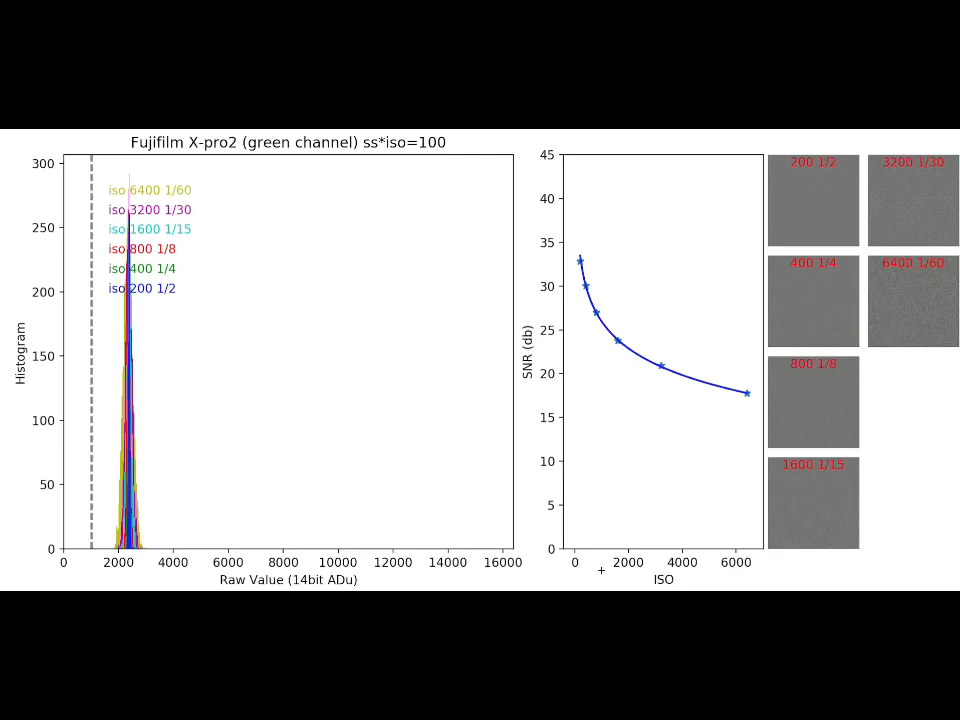 Fujifilm X-pro2 (green channel) ss*iso=100
300
250
200
150
100
50
0
Histogram
iso 6400 1/60
iso 3200 1/30
iso 1600 1/15
iso 800 1/8
iso 400 1/4
iso 200 1/2
0 2000 4000 6000 8000 10000 12000 14000 16000
Raw Value (14bit ADu)
45
40
35
30
25
20
15
10
5
0
SNR (db)
0 2000 4000 6000
ISO
200 1/2
3200 1/30
400 1/4
6400 1/60
800 1/8
1600 1/15